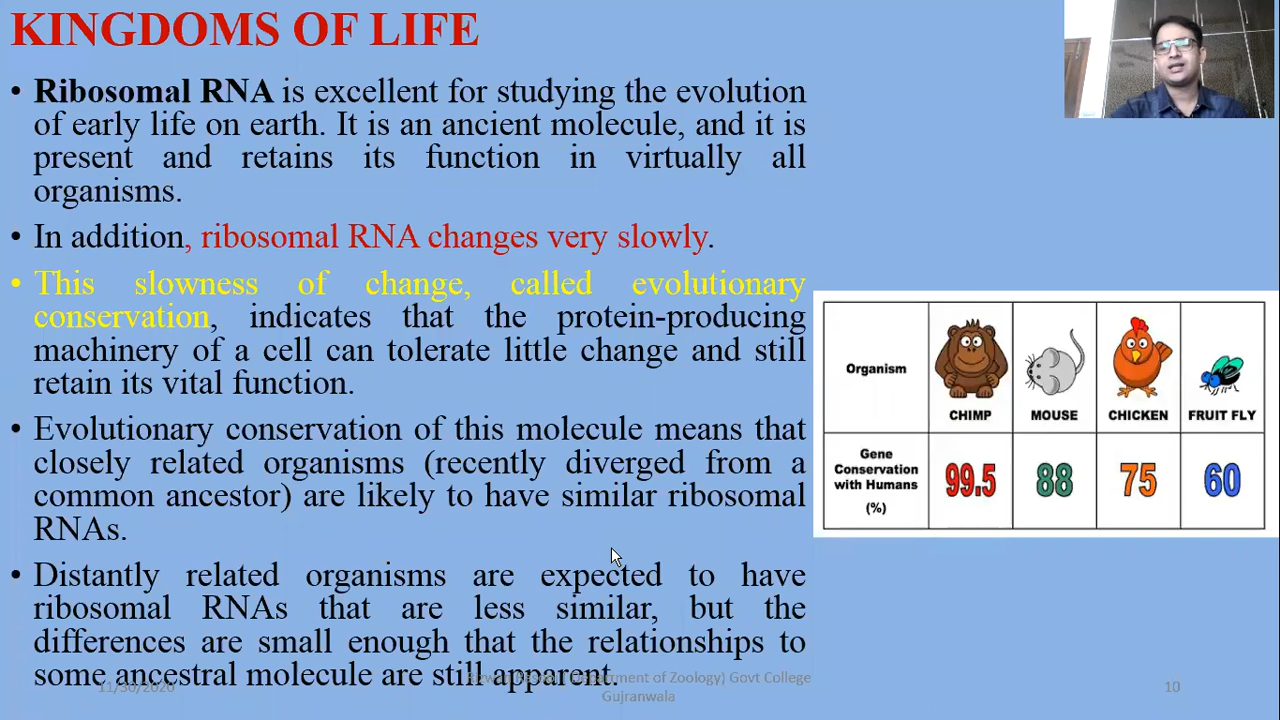 KINGDOMS OF LIFE
• Ribosomal RNA is excellent for studying the evolution
of early life on earth. It is an ancient molecule, and it is
present and retains its function in virtually all
organisms.
• In addition, ribosomal RNA changes very slowly.
• This slowness of change, called evolutionary
conservation, indicates that the protein-producing
machinery of a cell can tolerate little change and still
retain its vital function.
• Evolutionary conservation of this molecule means that
closely related organisms (recently diverged from a
common ancestor) are likely to have similar ribosomal
RNAs.
• Distantly related organisms are expected to have
ribosomal RNAs that are less similar, but the
differences are small enough that the relationships to
some ancestral molecule are still apparent.
Organism
CHIMP
MOUSE
CHICKEN
FRUIT FLY
Gene
Conservation
with Humans
(%)
99.5
88
75
60
11/30/2020
Department of Zoology) Govt College
Gujranwala
10